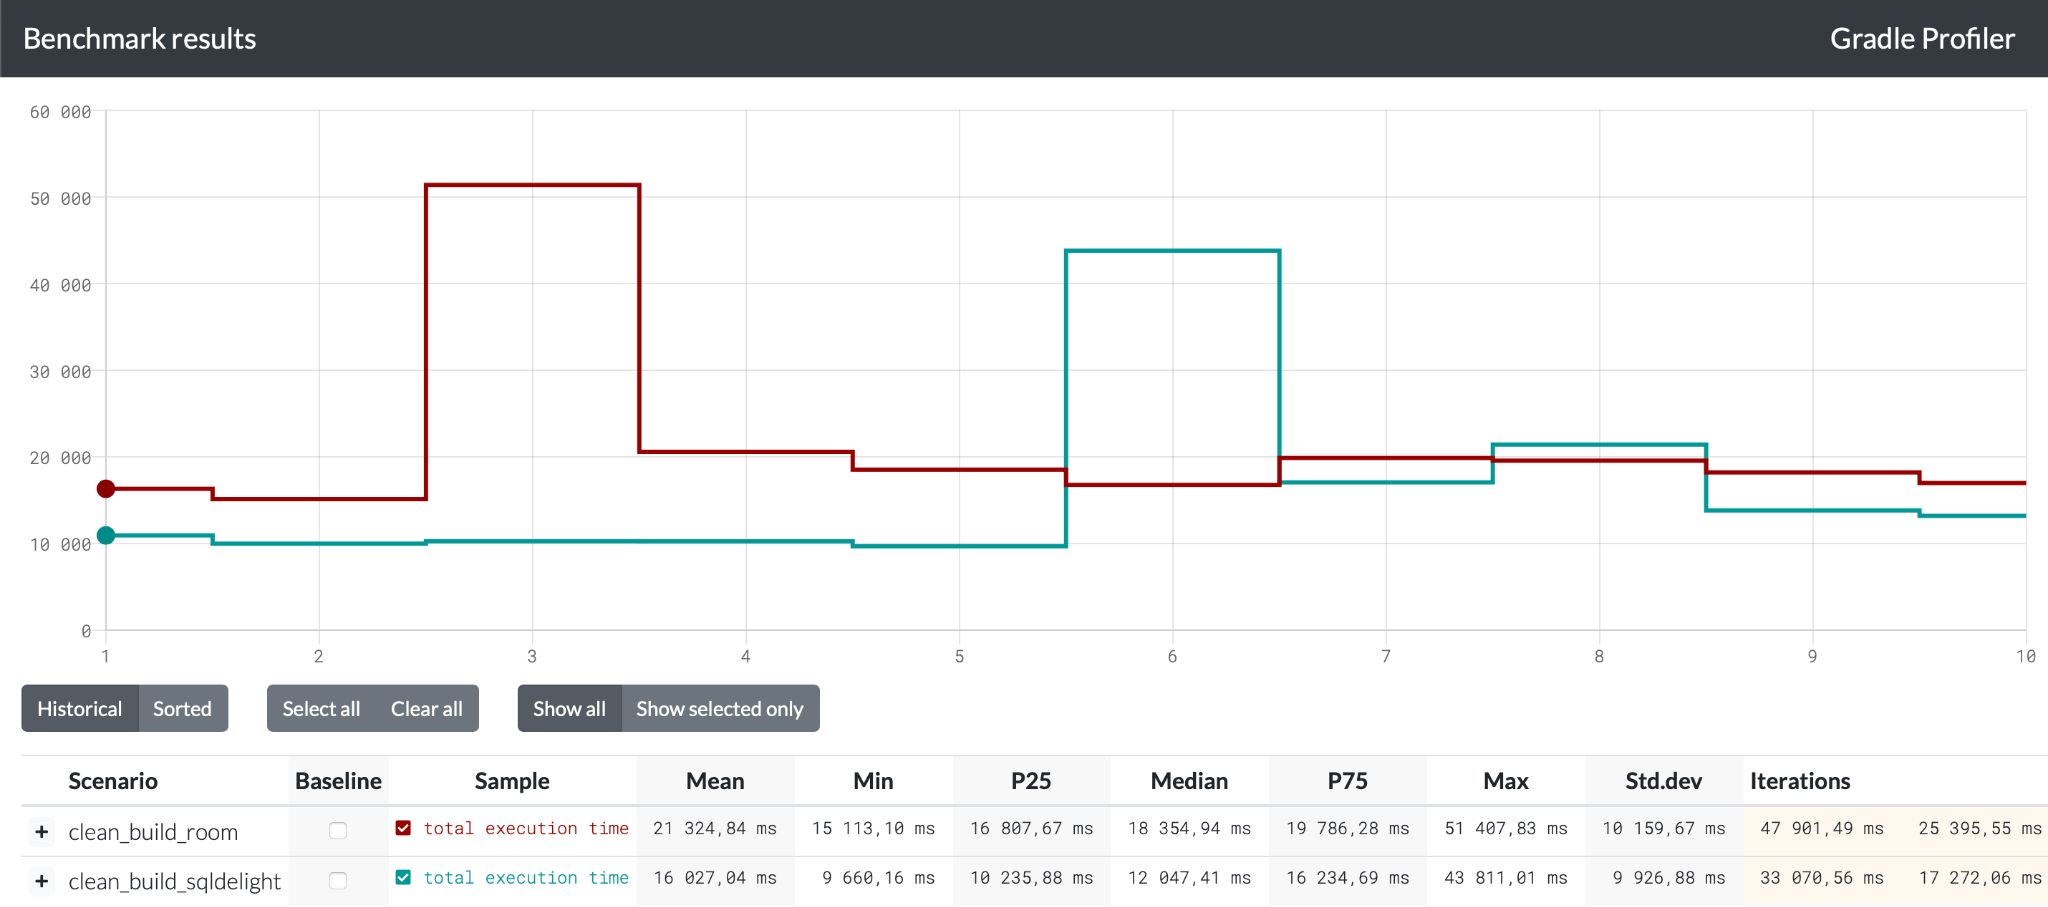 Benchmark results
Gradle Profiler
60 000
50 000
40 000
30 000
20 000
10 000
0
1 2 3 4 5 6 7 8 9 10
Historical Sorted Select all Clear all Show all Show selected only
Scenario Baseline Sample Mean Min P25 Median P75 Max Std.dev Iterations
+ clean_build_room total execution time 21 324,84 ms 15 113,10 ms 16 807,67 ms 18 354,94 ms 19 786,28 ms 51 407,83 ms 10 159,67 ms 47 901,49 ms 25 395,55 ms
+ clean_build_sqldelight total execution time 16 027,04 ms 9 660,16 ms 10 235,88 ms 12 047,41 ms 16 234,69 ms 43 811,01 ms 9 926,88 ms 33 070,56 ms 17 272,06 ms